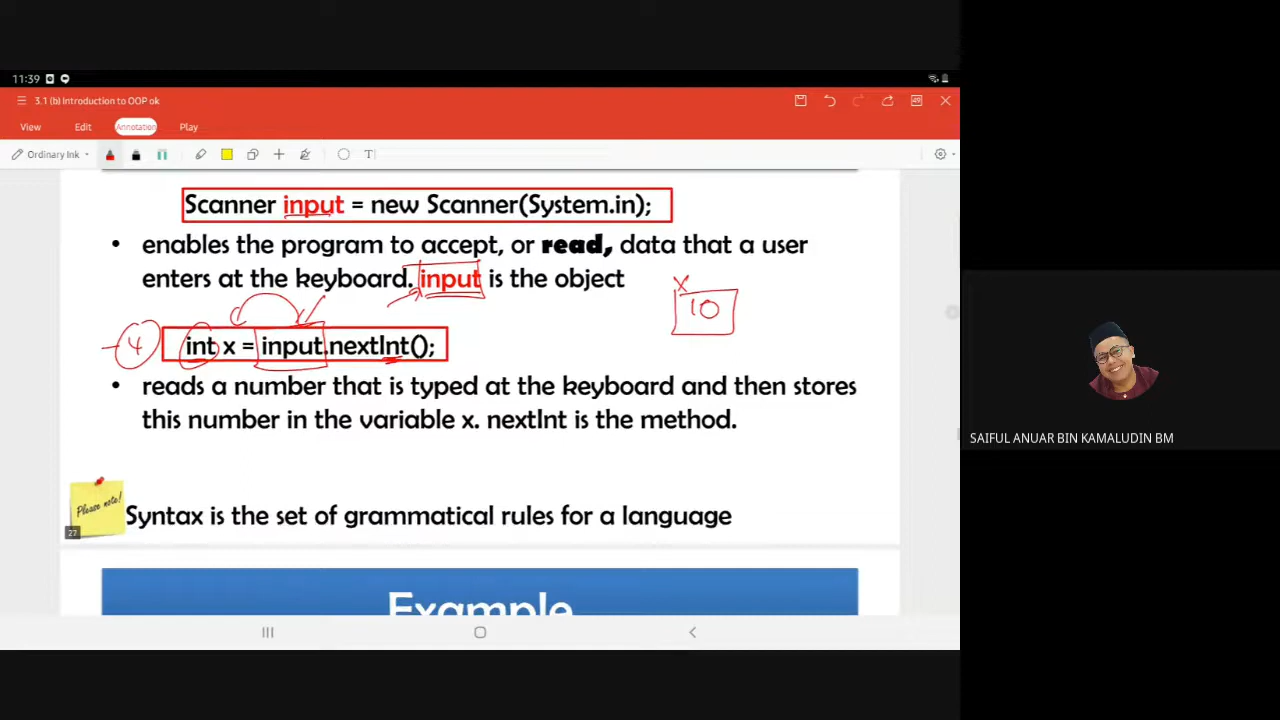 11:39
3.1 (b) Introduction to OOP ok
49
View Edit Annotation Play
Ordinary Ink T
Scanner input = new Scanner(System.in);
• enables the program to accept, or read, data that a user
enters at the keyboard. input is the object
x
10
4 int x = input.nextInt();
• reads a number that is typed at the keyboard and then stores
this number in the variable x. nextInt is the method.
Please note!
Syntax is the set of grammatical rules for a language
27
Example
SAIFUL ANUAR BIN KAMALUDIN BM